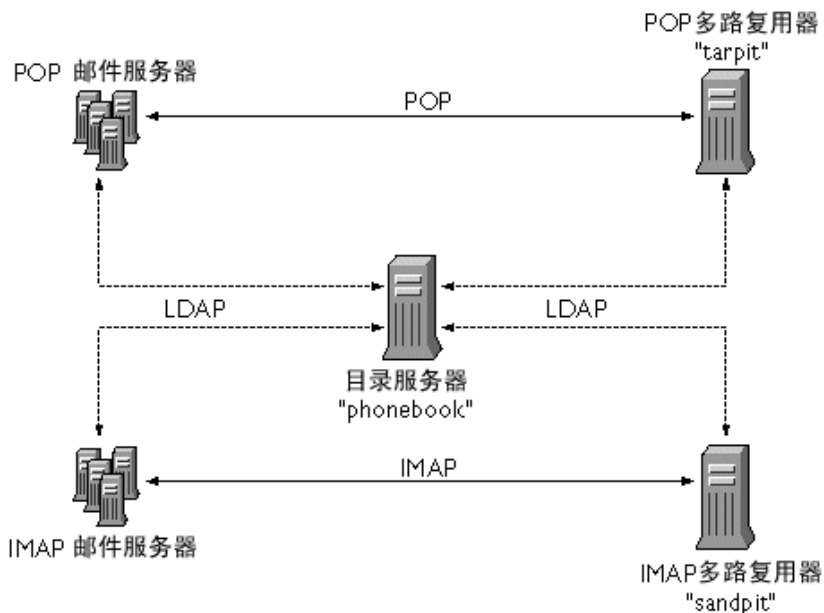 POP多路复用器
"tarpit"
POP 邮件服务器
POP
LDAP
LDAP
目录服务器
"phonebook"
IMAP
IMAP 邮件服务器
IMAP多路复用器
"sandpit"